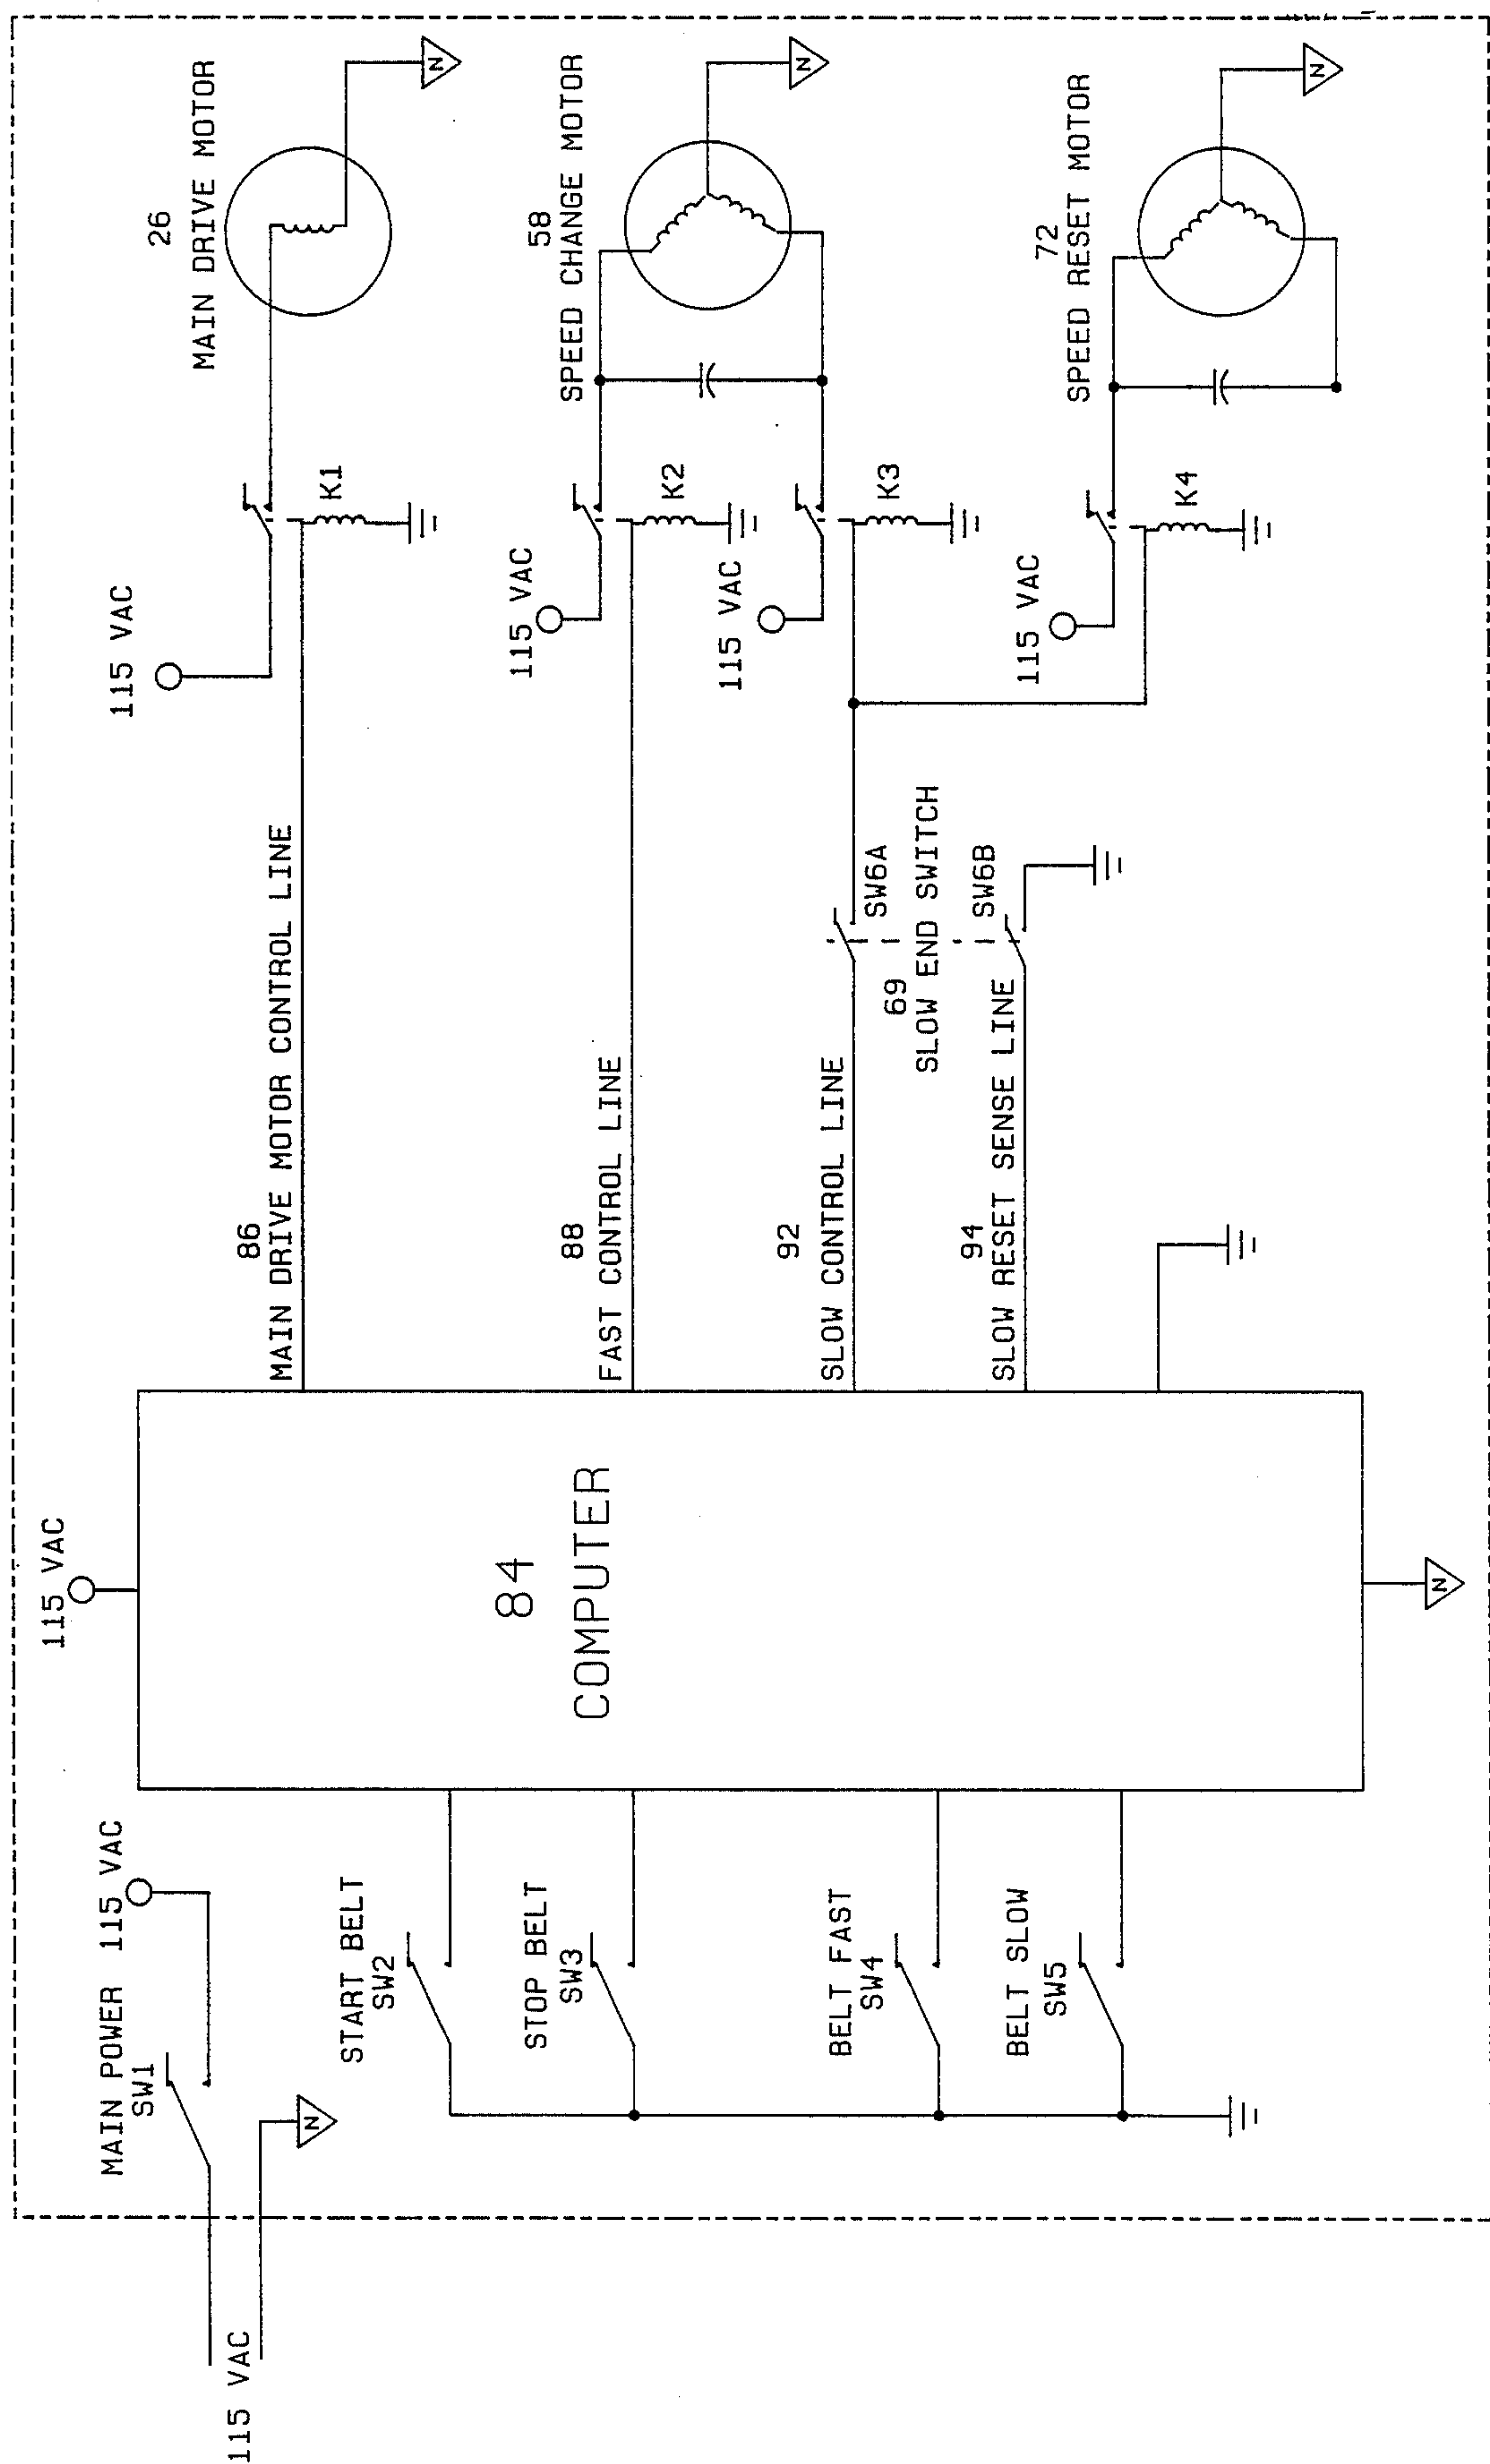 115 VAC
MAIN POWER
SW1
115 VAC
N
START BELT
SW2
STOP BELT
SW3
BELT FAST
SW4
BELT SLOW
SW5
115 VAC
84
COMPUTER
N
86
MAIN DRIVE MOTOR CONTROL LINE
88
FAST CONTROL LINE
92
SLOW CONTROL LINE
94
SLOW RESET SENSE LINE
SW6A
69
SLOW END SWITCH
SW6B
115 VAC
K1
26
MAIN DRIVE MOTOR
N
115 VAC
K2
58
SPEED CHANGE MOTOR
N
115 VAC
K3
115 VAC
K4
72
SPEED RESET MOTOR
N